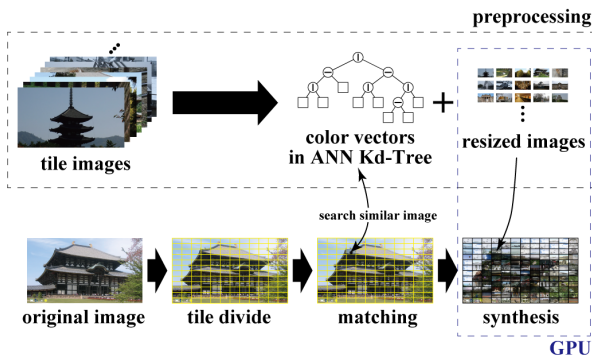 preprocessing
tile images
color vectors
in ANN Kd-Tree
+
resized images
search similar image
original image
tile divide
matching
synthesis
GPU